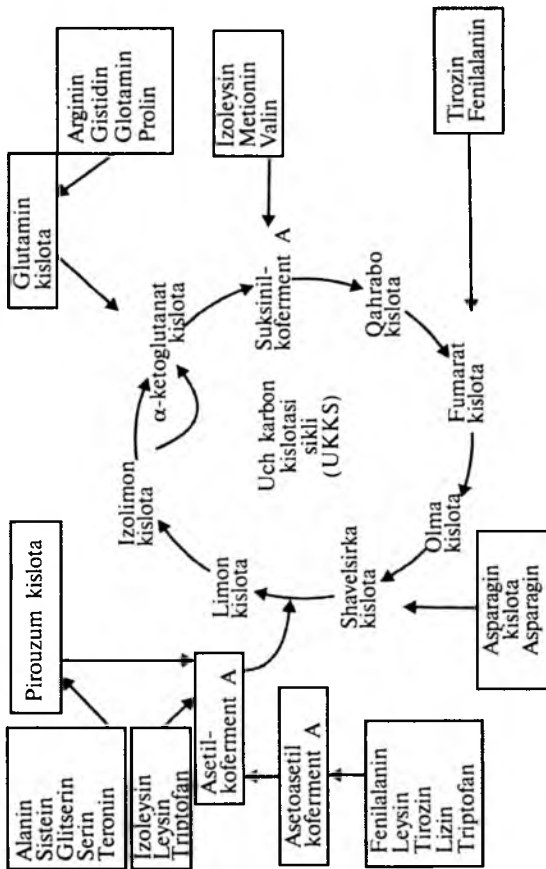 Alanin
Sistein
Glitserin
Serin
Teronin
Pirouzum kislota
Izoleysin
Leysin
Triptofan
Asetil-
koferment A
Asetoasetil
koferment A
Fenilalanin
Leysin
Tirozin
Lizin
Triptofan
Glutamin
kislota
Arginin
Gistidin
Glotamin
Prolin
Izolimon
kislota
α-ketoglutanat
kislota
Limon
kislota
Uch karbon
kislotasi
sikli
(UKKS)
Suksinil-
koferment A
Izoleysin
Metionin
Valin
Shavelsirka
kislota
Olma
kislota
Fumarat
kislota
Qahrabo
kislota
Asparagin
kislota
Asparagin
Tirozin
Fenilalanin